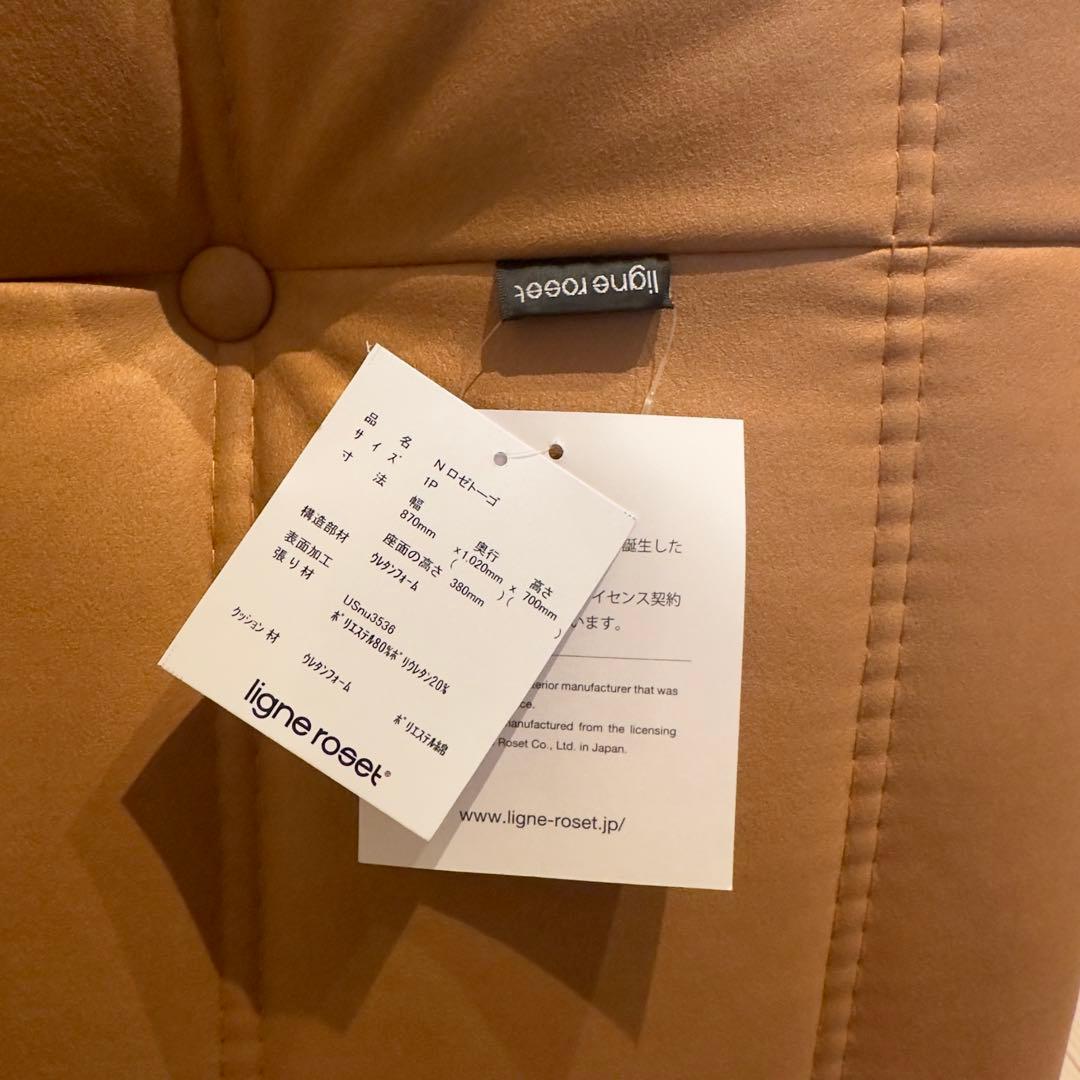 ligne roset
品 名 N ロゼトーゴ
サ イ ズ 1P
寸 法 幅 奥行 高さ
870mm x 1,020mm x 700mm
座面の高さ 380mm
( ) ( )
構造部材 ウレタンフォーム
表面加工
張り材 USnu3536
ポリエステル80%ポリウレタン20%
クッション材 ウレタンフォーム
ポリエステル綿
ligne roset®
誕生した
イセンス契約
います。
erior manufacturer that was
ce.
anufactured from the licensing
Roset Co., Ltd. in Japan.
www.ligne-roset.jp/